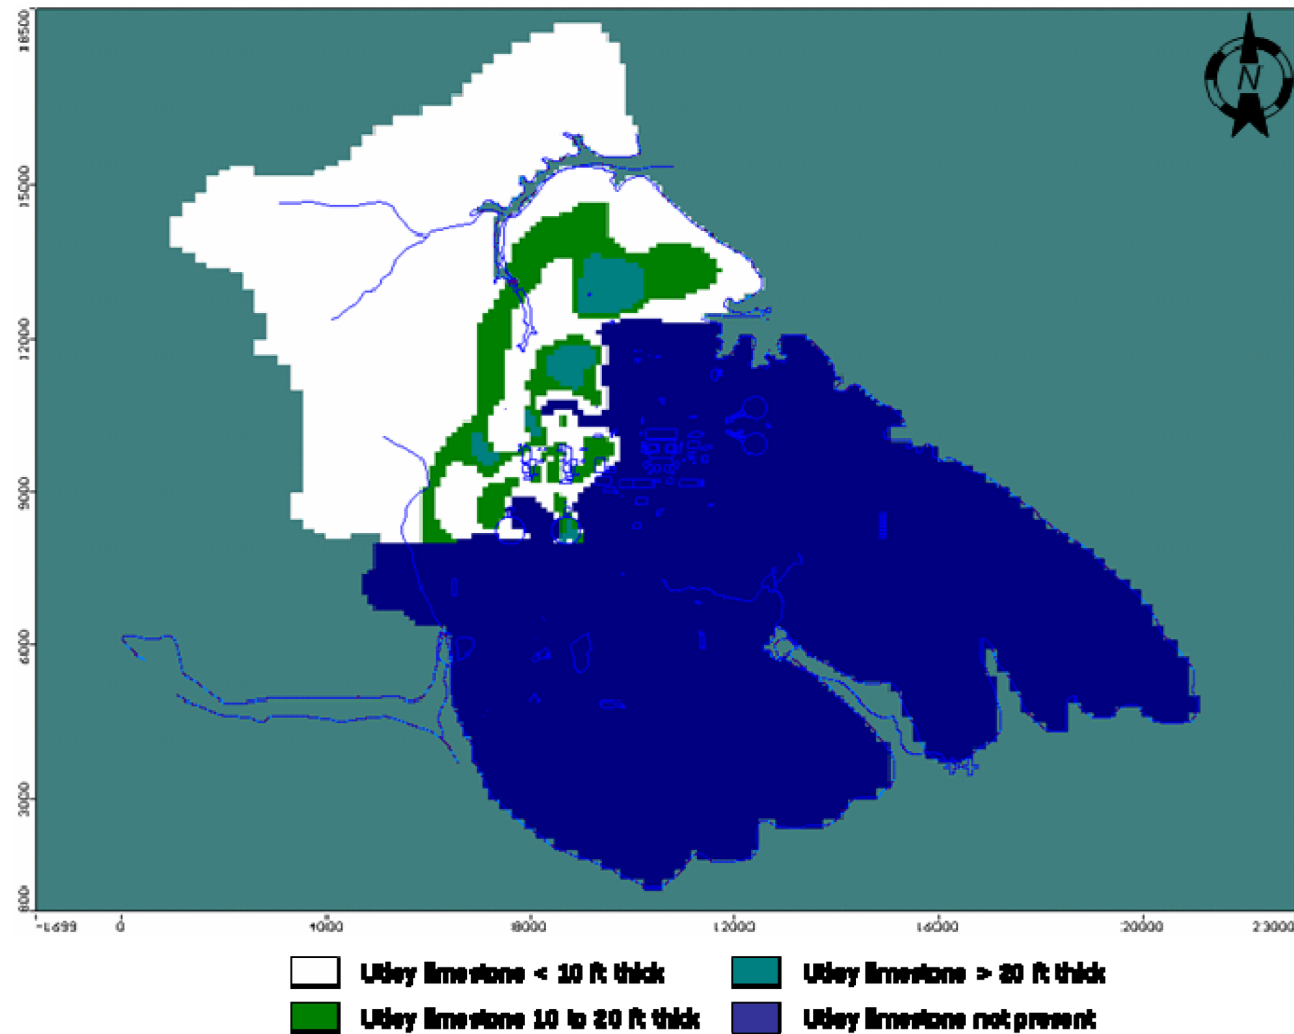 18500
N
15000
12000
9000
6000
3000
800
-1699 0 4000 8000 12000 16000 20000 23000
Utley limestone < 10 ft thick
Utley limestone > 20 ft thick
Utley limestone 10 to 20 ft thick
Utley limestone not present